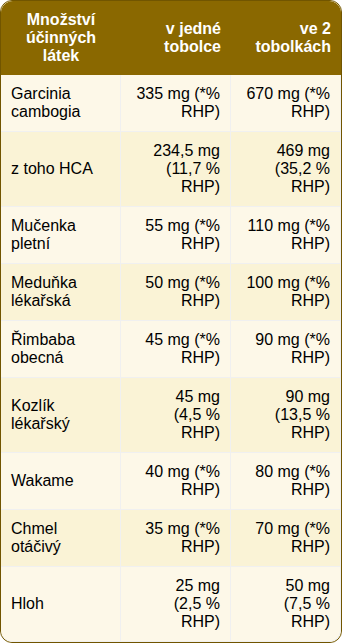 Množství
účinných
látek
v jedné
tobolce
ve 2
tobolkách
Garcinia
cambogia
335 mg (*%
RHP)
670 mg (*%
RHP)
z toho HCA
234,5 mg
(11,7 %
RHP)
469 mg
(35,2 %
RHP)
Mučenka
pletní
55 mg (*%
RHP)
110 mg (*%
RHP)
Meduňka
lékařská
50 mg (*%
RHP)
100 mg (*%
RHP)
Řimbaba
obecná
45 mg (*%
RHP)
90 mg (*%
RHP)
Kozlík
lékařský
45 mg
(4,5 %
RHP)
90 mg
(13,5 %
RHP)
Wakame
40 mg (*%
RHP)
80 mg (*%
RHP)
Chmel
otáčivý
35 mg (*%
RHP)
70 mg (*%
RHP)
Hloh
25 mg
(2,5 %
RHP)
50 mg
(7,5 %
RHP)